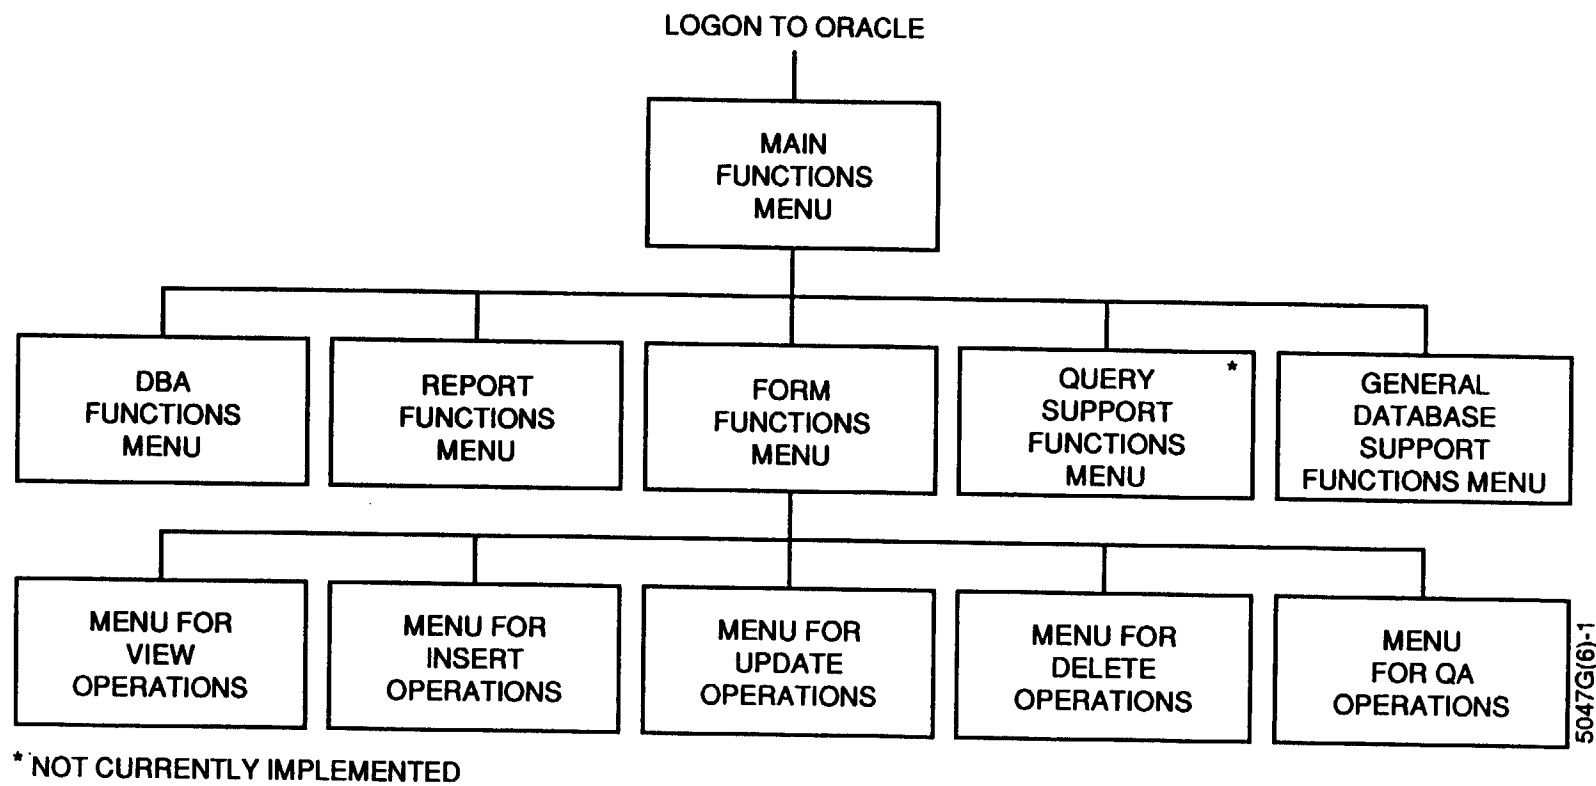 LOGON TO ORACLE
MAIN
FUNCTIONS
MENU
DBA
FUNCTIONS
MENU
REPORT
FUNCTIONS
MENU
FORM
FUNCTIONS
MENU
QUERY *
SUPPORT
FUNCTIONS
MENU
GENERAL
DATABASE
SUPPORT
FUNCTIONS MENU
MENU FOR
VIEW
OPERATIONS
MENU FOR
INSERT
OPERATIONS
MENU FOR
UPDATE
OPERATIONS
MENU FOR
DELETE
OPERATIONS
MENU
FOR QA
OPERATIONS
5047G(6)-1
* NOT CURRENTLY IMPLEMENTED